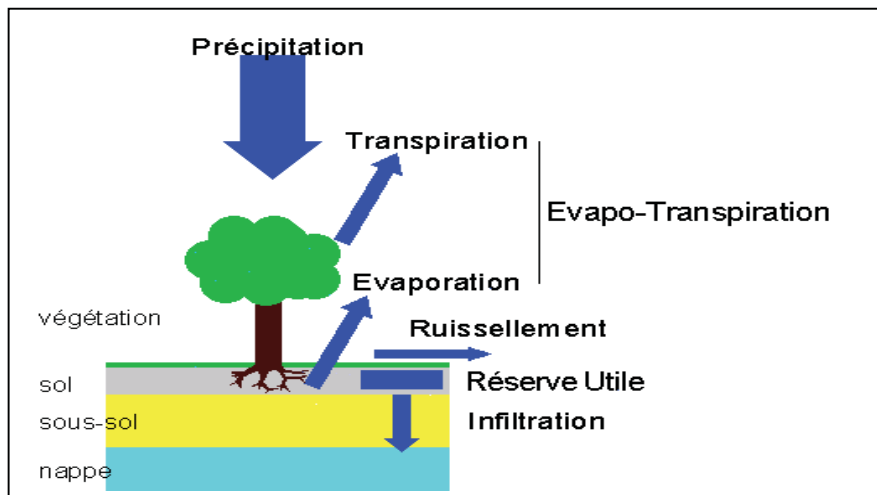 Précipitation
Transpiration
Evapo-Transpiration
Evaporation
végétation
Ruissellement
sol
Réserve Utile
sous-sol
Infiltration
nappe